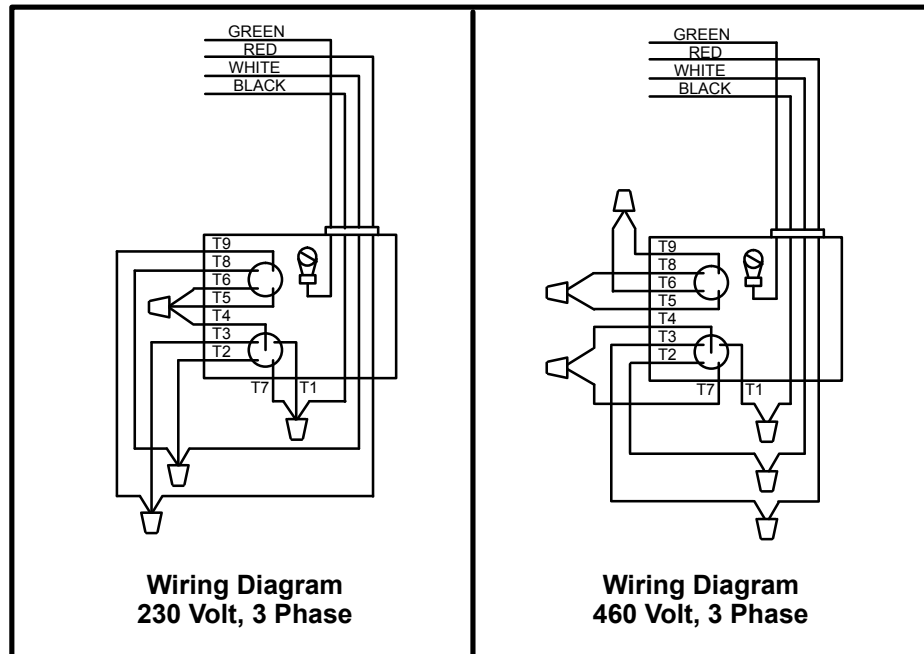 GREEN
RED
WHITE
BLACK
T9
T8
T6
T5
T4
T3
T2
T7 T1
Wiring Diagram
230 Volt, 3 Phase
GREEN
RED
WHITE
BLACK
T9
T8
T6
T5
T4
T3
T2
T7 T1
Wiring Diagram
460 Volt, 3 Phase